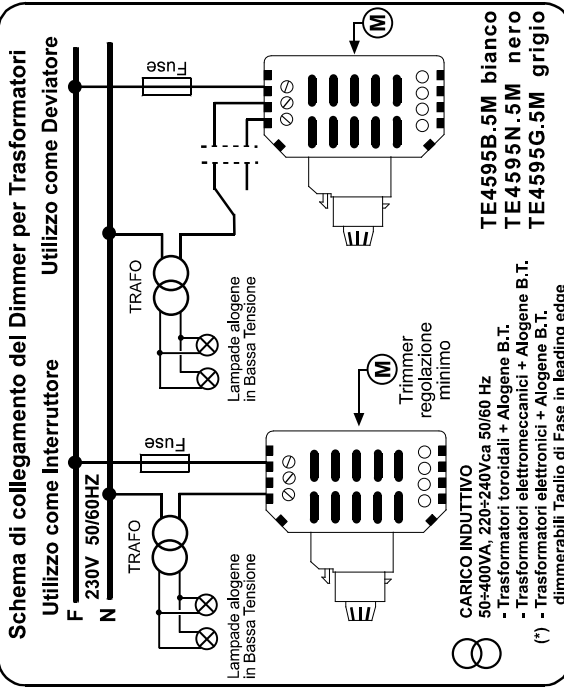 Schema di collegamento del Dimmer per Trasformatori
Utilizzo come Interruttore
Utilizzo come Deviatore
F
230V 50/60HZ
N
TRAFO
Fuse
Lampade alogene
in Bassa Tensione
M
Trimmer
regolazione
minimo
TRAFO
Fuse
Lampade alogene
in Bassa Tensione
M
CARICO INDUTTIVO
50÷400VA, 220÷240Vca 50/60 Hz
- Trasformatori toroidali + Alogene B.T.
- Trasformatori elettromeccanici + Alogene B.T.
(*) - Trasformatori elettronici + Alogene B.T.
dimmerabili Taglio di Fase in leading edge
TE4595B.5M bianco
TE4595N.5M nero
TE4595G.5M grigio